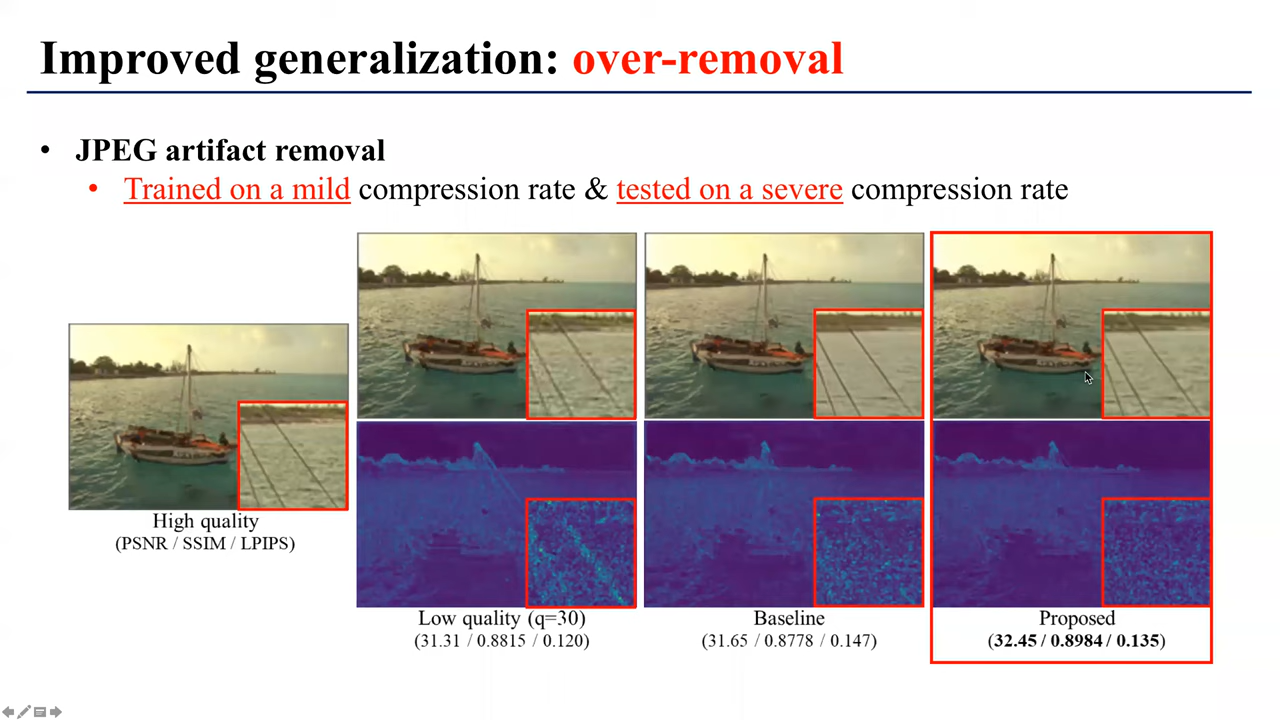 Improved generalization: over-removal
• JPEG artifact removal
• Trained on a mild compression rate & tested on a severe compression rate
High quality
(PSNR / SSIM / LPIPS)
Low quality (q=30)
(31.31 / 0.8815 / 0.120)
Baseline
(31.65 / 0.8778 / 0.147)
Proposed
(32.45 / 0.8984 / 0.135)